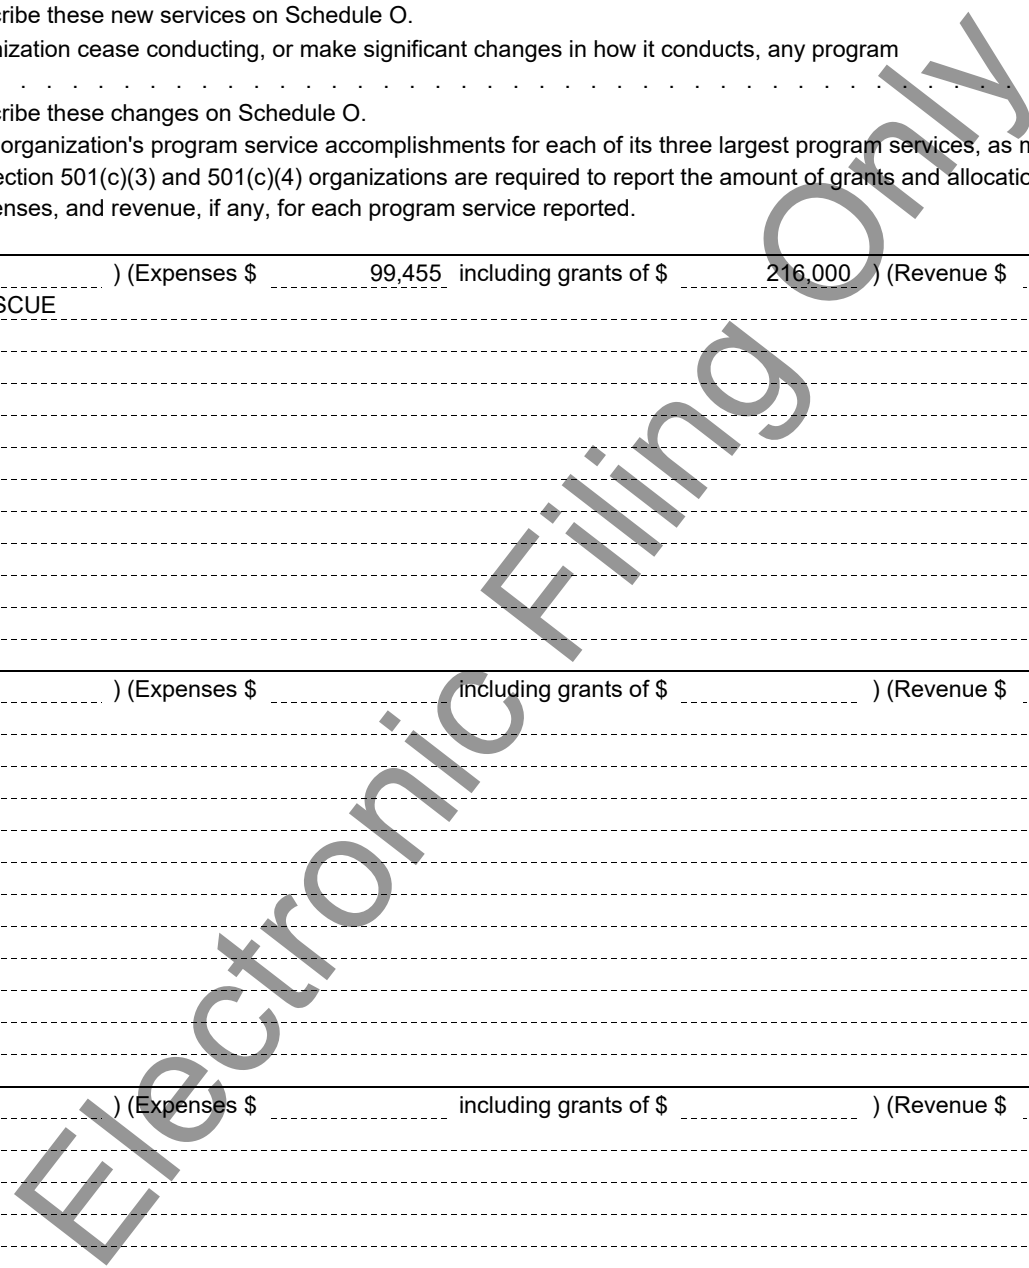 cribe these new services on Schedule O.
nization cease conducting, or make significant changes in how it conducts, any program
. . . . . . . . . . . . . . . . . . . . . . . . . . . . . . . . . . . . . . .
cribe these changes on Schedule O.
organization's program service accomplishments for each of its three largest program services, as m
ection 501(c)(3) and 501(c)(4) organizations are required to report the amount of grants and allocatio
enses, and revenue, if any, for each program service reported.
) (Expenses $ 99,455 including grants of $ 216,000 ) (Revenue $
SCUE
) (Expenses $ including grants of $ ) (Revenue $
) (Expenses $ including grants of $ ) (Revenue $
Electronic Filing Only